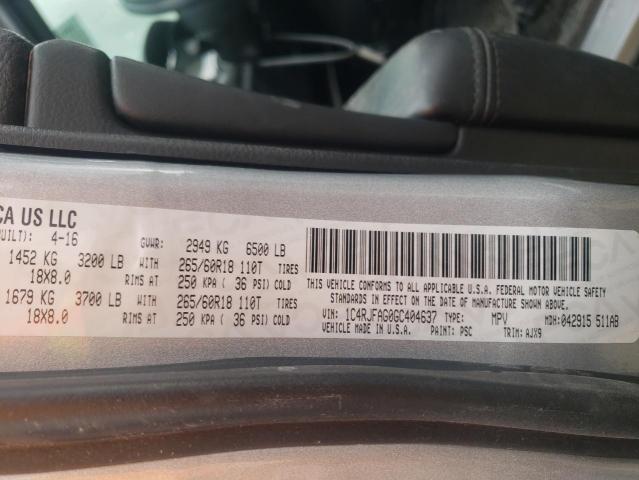 CA US LLC
BUILT): 4-16 GVWR: 2949 KG 6500 LB
1452 KG 3200 LB WITH 265/60R18 110T TIRES
18X8.0 RIMS AT 250 KPA ( 36 PSI) COLD
1679 KG 3700 LB WITH 265/60R18 110T TIRES
18X8.0 RIMS AT 250 KPA ( 36 PSI) COLD
THIS VEHICLE CONFORMS TO ALL APPLICABLE U.S.A. FEDERAL MOTOR VEHICLE SAFETY
STANDARDS IN EFFECT ON THE DATE OF MANUFACTURE SHOWN ABOVE.
VIN: 1C4RJFAG0GC404637 TYPE: MPV MDH:042915 511AB
VEHICLE MADE IN U.S.A. PAINT: PSC TRIM: AJX9